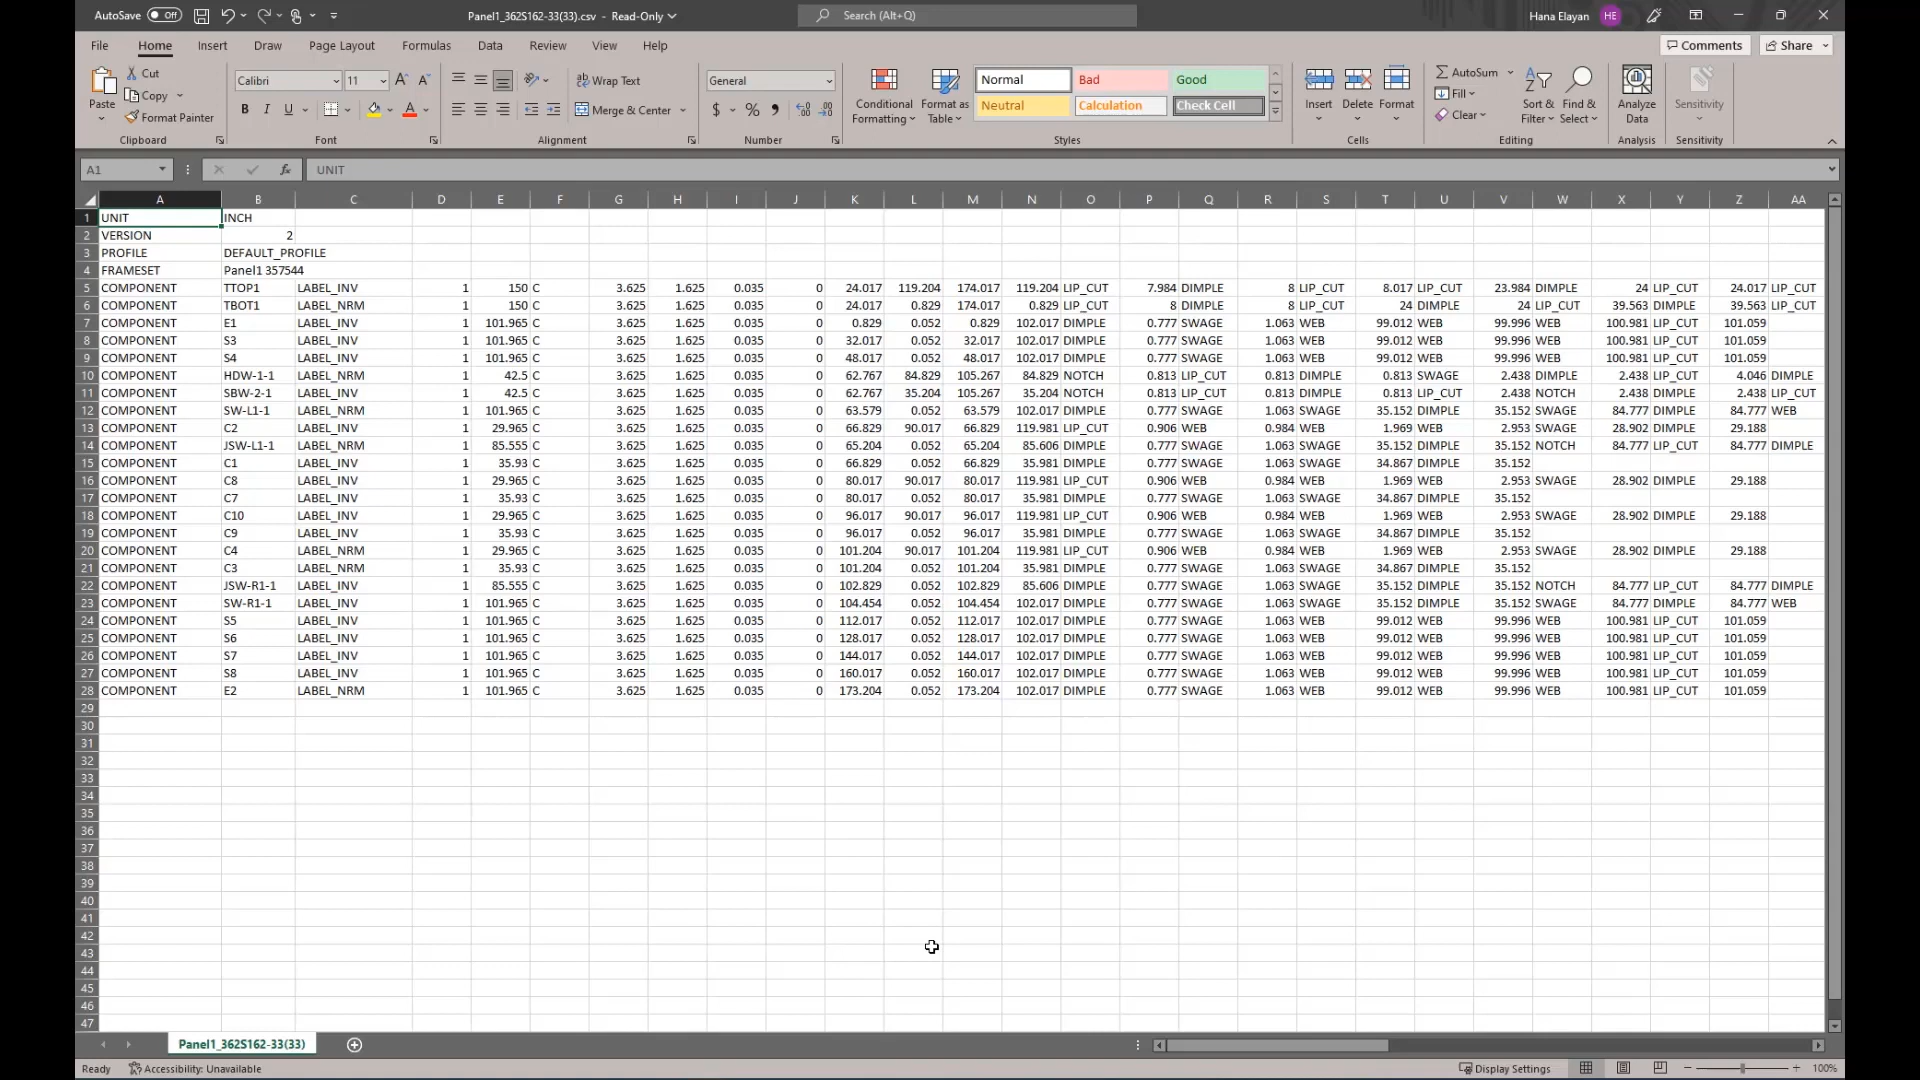 AutoSave Off Panel1_362S162-33(33).csv - Read-Only Search (Alt+Q) Hana Elayan HE
File Home Insert Draw Page Layout Formulas Data Review View Help Comments Share
Paste Cut Copy Format Painter
Clipboard
Calibri 11
B I U A
Font
Wrap Text
Merge & Center
Alignment
General
$ % ,
Number
Conditional Formatting
Format as Table
Normal Bad Good
Neutral Calculation Check Cell
Styles
Insert Delete Format
Cells
AutoSum
Fill
Clear
Sort & Filter
Find & Select
Editing
Analyze Data
Analysis
Sensitivity
Sensitivity
A1 fx UNIT
A B C D E F G H I J K L M N O P Q R S T U V W X Y Z AA
1 UNIT INCH
2 VERSION 2
3 PROFILE DEFAULT_PROFILE
4 FRAMESET Panel1 357544
5 COMPONENT TTOP1 LABEL_INV 1 150 C 3.625 1.625 0.035 0 24.017 119.204 174.017 119.204 LIP_CUT 7.984 DIMPLE 8 LIP_CUT 8.017 LIP_CUT 23.984 DIMPLE 24 LIP_CUT 24.017 LIP_CUT
6 COMPONENT TBOT1 LABEL_NRM 1 150 C 3.625 1.625 0.035 0 24.017 0.829 174.017 0.829 LIP_CUT 8 DIMPLE 8 LIP_CUT 24 DIMPLE 24 LIP_CUT 39.563 DIMPLE 39.563 LIP_CUT
7 COMPONENT E1 LABEL_INV 1 101.965 C 3.625 1.625 0.035 0 0.829 0.052 0.829 102.017 DIMPLE 0.777 SWAGE 1.063 WEB 99.012 WEB 99.996 WEB 100.981 LIP_CUT 101.059
8 COMPONENT S3 LABEL_INV 1 101.965 C 3.625 1.625 0.035 0 32.017 0.052 32.017 102.017 DIMPLE 0.777 SWAGE 1.063 WEB 99.012 WEB 99.996 WEB 100.981 LIP_CUT 101.059
9 COMPONENT S4 LABEL_INV 1 101.965 C 3.625 1.625 0.035 0 48.017 0.052 48.017 102.017 DIMPLE 0.777 SWAGE 1.063 WEB 99.012 WEB 99.996 WEB 100.981 LIP_CUT 101.059
10 COMPONENT HDW-1-1 LABEL_NRM 1 42.5 C 3.625 1.625 0.035 0 62.767 84.829 105.267 84.829 NOTCH 0.813 LIP_CUT 0.813 DIMPLE 0.813 SWAGE 2.438 DIMPLE 2.438 LIP_CUT 4.046 DIMPLE
11 COMPONENT SBW-2-1 LABEL_INV 1 42.5 C 3.625 1.625 0.035 0 62.767 35.204 105.267 35.204 NOTCH 0.813 LIP_CUT 0.813 DIMPLE 0.813 LIP_CUT 2.438 NOTCH 2.438 DIMPLE 2.438 LIP_CUT
12 COMPONENT SW-L1-1 LABEL_NRM 1 101.965 C 3.625 1.625 0.035 0 63.579 0.052 63.579 102.017 DIMPLE 0.777 SWAGE 1.063 SWAGE 35.152 DIMPLE 35.152 SWAGE 84.777 DIMPLE 84.777 WEB
13 COMPONENT C2 LABEL_INV 1 29.965 C 3.625 1.625 0.035 0 66.829 90.017 66.829 119.981 LIP_CUT 0.906 WEB 0.984 WEB 1.969 WEB 2.953 SWAGE 28.902 DIMPLE 29.188
14 COMPONENT JSW-L1-1 LABEL_NRM 1 85.555 C 3.625 1.625 0.035 0 65.204 0.052 65.204 85.606 DIMPLE 0.777 SWAGE 1.063 SWAGE 35.152 DIMPLE 35.152 NOTCH 84.777 LIP_CUT 84.777 DIMPLE
15 COMPONENT C1 LABEL_INV 1 35.93 C 3.625 1.625 0.035 0 66.829 0.052 66.829 35.981 DIMPLE 0.777 SWAGE 1.063 SWAGE 34.867 DIMPLE 35.152
16 COMPONENT C8 LABEL_INV 1 29.965 C 3.625 1.625 0.035 0 80.017 90.017 80.017 119.981 LIP_CUT 0.906 WEB 0.984 WEB 1.969 WEB 2.953 SWAGE 28.902 DIMPLE 29.188
17 COMPONENT C7 LABEL_INV 1 35.93 C 3.625 1.625 0.035 0 80.017 0.052 80.017 35.981 DIMPLE 0.777 SWAGE 1.063 SWAGE 34.867 DIMPLE 35.152
18 COMPONENT C10 LABEL_INV 1 29.965 C 3.625 1.625 0.035 0 96.017 90.017 96.017 119.981 LIP_CUT 0.906 WEB 0.984 WEB 1.969 WEB 2.953 SWAGE 28.902 DIMPLE 29.188
19 COMPONENT C9 LABEL_INV 1 35.93 C 3.625 1.625 0.035 0 96.017 0.052 96.017 35.981 DIMPLE 0.777 SWAGE 1.063 SWAGE 34.867 DIMPLE 35.152
20 COMPONENT C4 LABEL_NRM 1 29.965 C 3.625 1.625 0.035 0 101.204 90.017 101.204 119.981 LIP_CUT 0.906 WEB 0.984 WEB 1.969 WEB 2.953 SWAGE 28.902 DIMPLE 29.188
21 COMPONENT C3 LABEL_NRM 1 35.93 C 3.625 1.625 0.035 0 101.204 0.052 101.204 35.981 DIMPLE 0.777 SWAGE 1.063 SWAGE 34.867 DIMPLE 35.152
22 COMPONENT JSW-R1-1 LABEL_INV 1 85.555 C 3.625 1.625 0.035 0 102.829 0.052 102.829 85.606 DIMPLE 0.777 SWAGE 1.063 SWAGE 35.152 DIMPLE 35.152 NOTCH 84.777 LIP_CUT 84.777 DIMPLE
23 COMPONENT SW-R1-1 LABEL_INV 1 101.965 C 3.625 1.625 0.035 0 104.454 0.052 104.454 102.017 DIMPLE 0.777 SWAGE 1.063 SWAGE 35.152 DIMPLE 35.152 SWAGE 84.777 DIMPLE 84.777 WEB
24 COMPONENT S5 LABEL_INV 1 101.965 C 3.625 1.625 0.035 0 112.017 0.052 112.017 102.017 DIMPLE 0.777 SWAGE 1.063 WEB 99.012 WEB 99.996 WEB 100.981 LIP_CUT 101.059
25 COMPONENT S6 LABEL_INV 1 101.965 C 3.625 1.625 0.035 0 128.017 0.052 128.017 102.017 DIMPLE 0.777 SWAGE 1.063 WEB 99.012 WEB 99.996 WEB 100.981 LIP_CUT 101.059
26 COMPONENT S7 LABEL_INV 1 101.965 C 3.625 1.625 0.035 0 144.017 0.052 144.017 102.017 DIMPLE 0.777 SWAGE 1.063 WEB 99.012 WEB 99.996 WEB 100.981 LIP_CUT 101.059
27 COMPONENT S8 LABEL_INV 1 101.965 C 3.625 1.625 0.035 0 160.017 0.052 160.017 102.017 DIMPLE 0.777 SWAGE 1.063 WEB 99.012 WEB 99.996 WEB 100.981 LIP_CUT 101.059
28 COMPONENT E2 LABEL_NRM 1 101.965 C 3.625 1.625 0.035 0 173.204 0.052 173.204 102.017 DIMPLE 0.777 SWAGE 1.063 WEB 99.012 WEB 99.996 WEB 100.981 LIP_CUT 101.059
29
30
31
32
33
34
35
36
37
38
39
40
41
42
43
44
45
46
47
Panel1_362S162-33(33)
Ready Accessibility: Unavailable Display Settings 100%